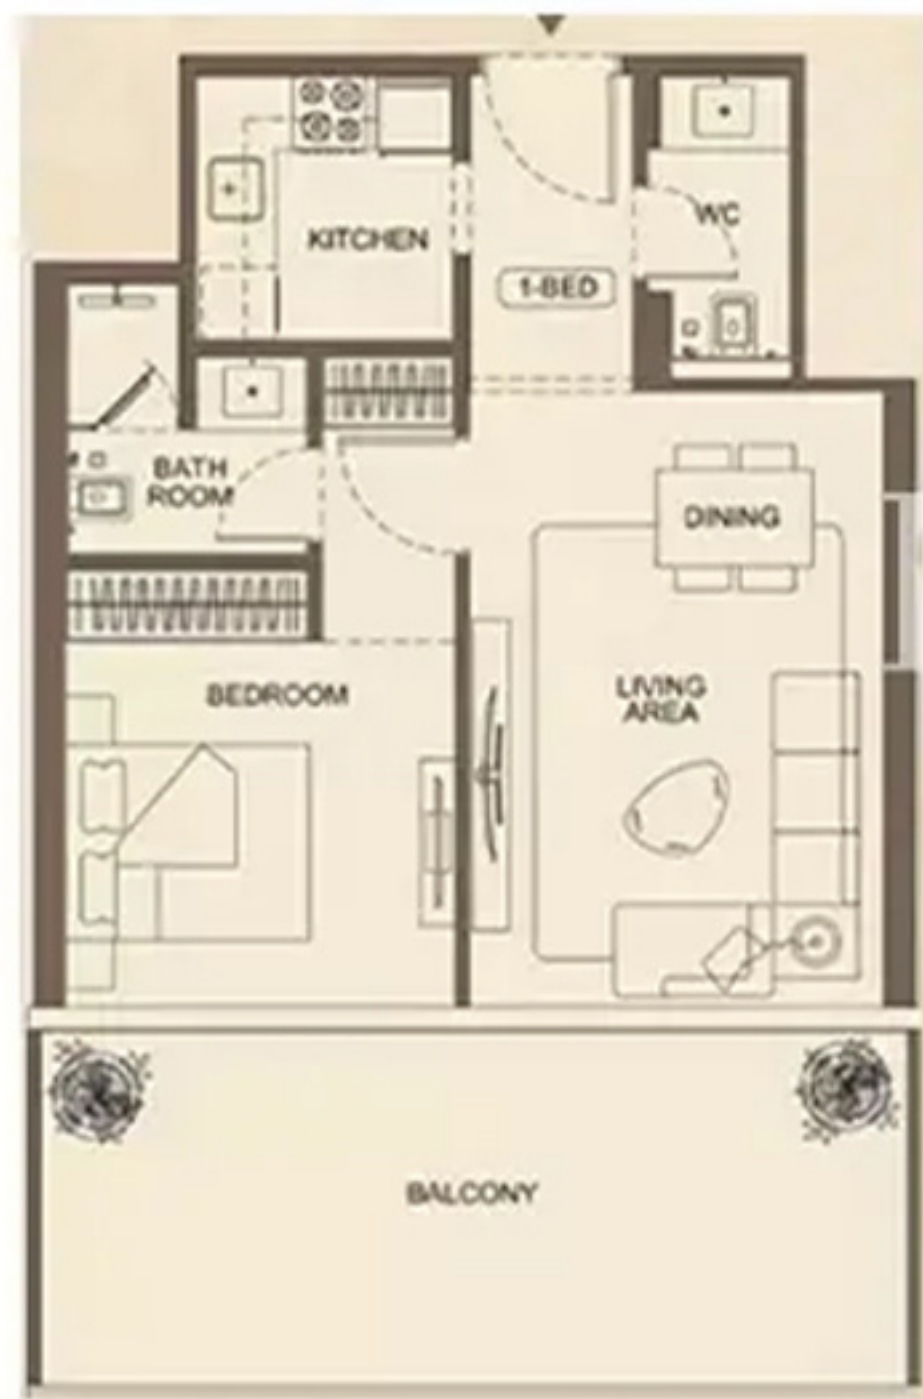 WC
KITCHEN
1-BED
BATH
ROOM
DINING
BEDROOM
LIVING
AREA
BALCONY